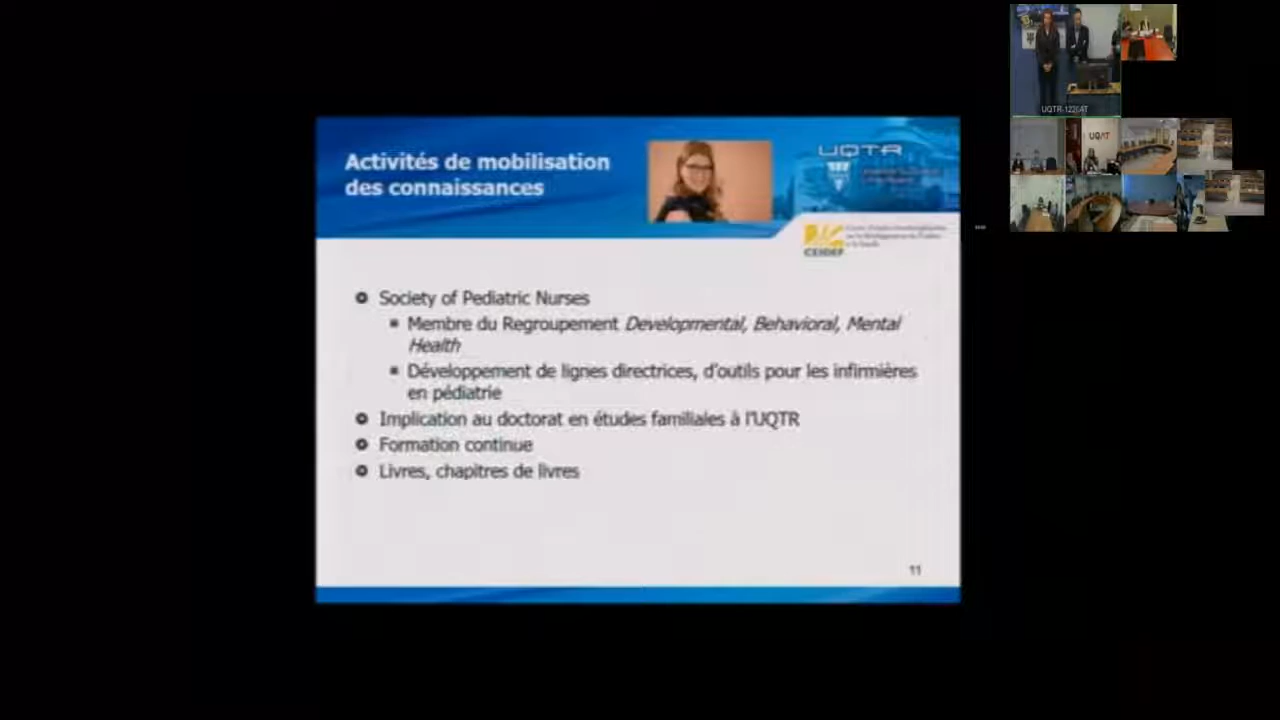 UQTR-1226AT
UQAT
Activités de mobilisation
des connaissances
UQTR
CEIDEF
Society of Pediatric Nurses
Membre du Regroupement Developmental, Behavioral, Mental
Health
Développement de lignes directrices, d'outils pour les infirmières
en pédiatrie
Implication au doctorat en études familiales à l'UQTR
Formation continue
Livres, chapitres de livres
11